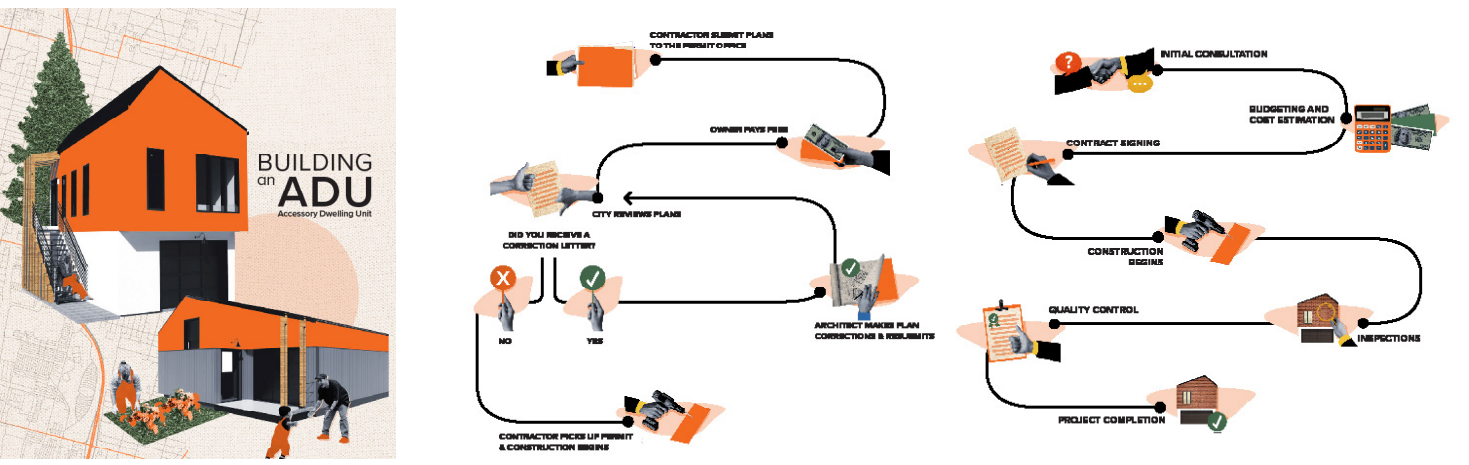 BUILDING
an ADU
Accessory Dwelling Unit
CONTRACTOR SUBMIT PLANS
TO THE PERMIT OFFICE
OWNER PAYS FEES
CITY REVIEWS PLANS
DID YOU RECEIVE A
CORRECTION LETTER?
X
NO
YES
ARCHITECT MAKES PLAN
CORRECTIONS & RESUBMITS
CONTRACTOR PICKS UP PERMIT
& CONSTRUCTION BEGINS
?
INITIAL CONSULTATION
BUDGETING AND
COST ESTIMATION
CONTRACT SIGNING
CONSTRUCTION
BEGINS
INSPECTIONS
QUALITY CONTROL
PROJECT COMPLETION